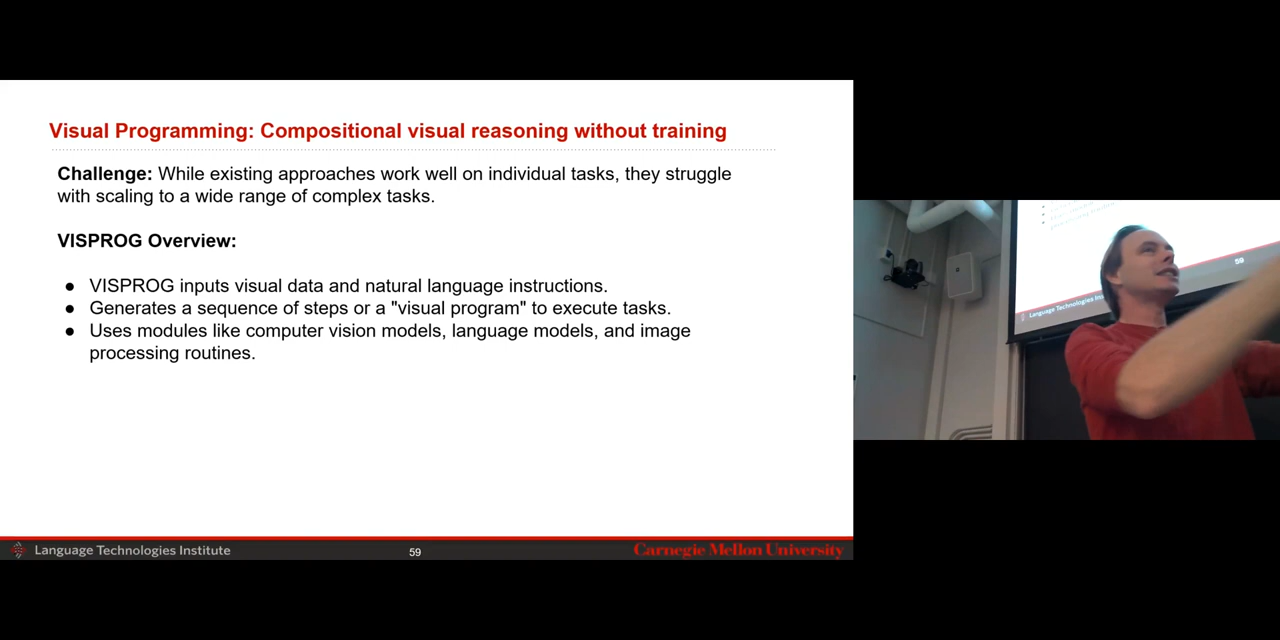 Visual Programming: Compositional visual reasoning without training
Challenge: While existing approaches work well on individual tasks, they struggle
with scaling to a wide range of complex tasks.
VISPROG Overview:
● VISPROG inputs visual data and natural language instructions.
● Generates a sequence of steps or a "visual program" to execute tasks.
● Uses modules like computer vision models, language models, and image
processing routines.
Language Technologies Institute
59
Carnegie Mellon University
59
Language Technologies